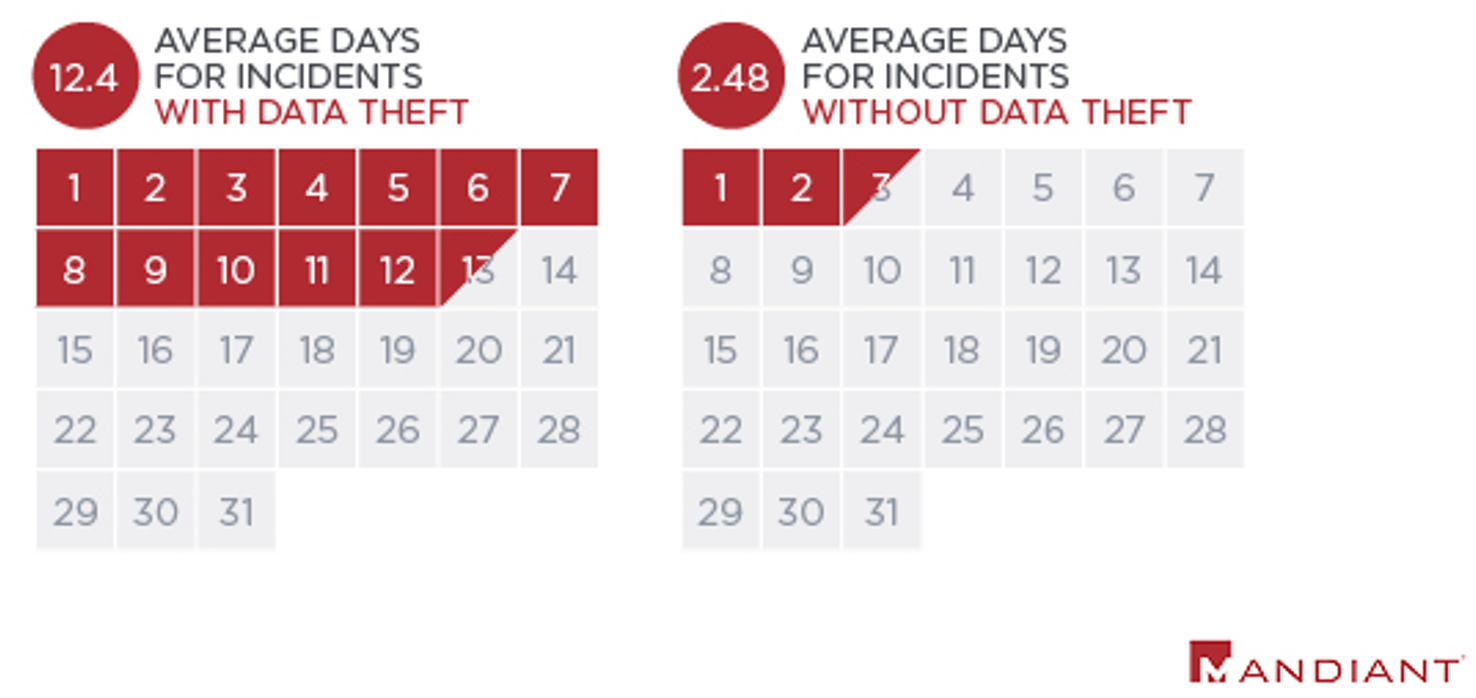 12.4
AVERAGE DAYS
FOR INCIDENTS
WITH DATA THEFT
1 2 3 4 5 6 7
8 9 10 11 12 13 14
15 16 17 18 19 20 21
22 23 24 25 26 27 28
29 30 31
2.48
AVERAGE DAYS
FOR INCIDENTS
WITHOUT DATA THEFT
1 2 3 4 5 6 7
8 9 10 11 12 13 14
15 16 17 18 19 20 21
22 23 24 25 26 27 28
29 30 31
MANDIANT